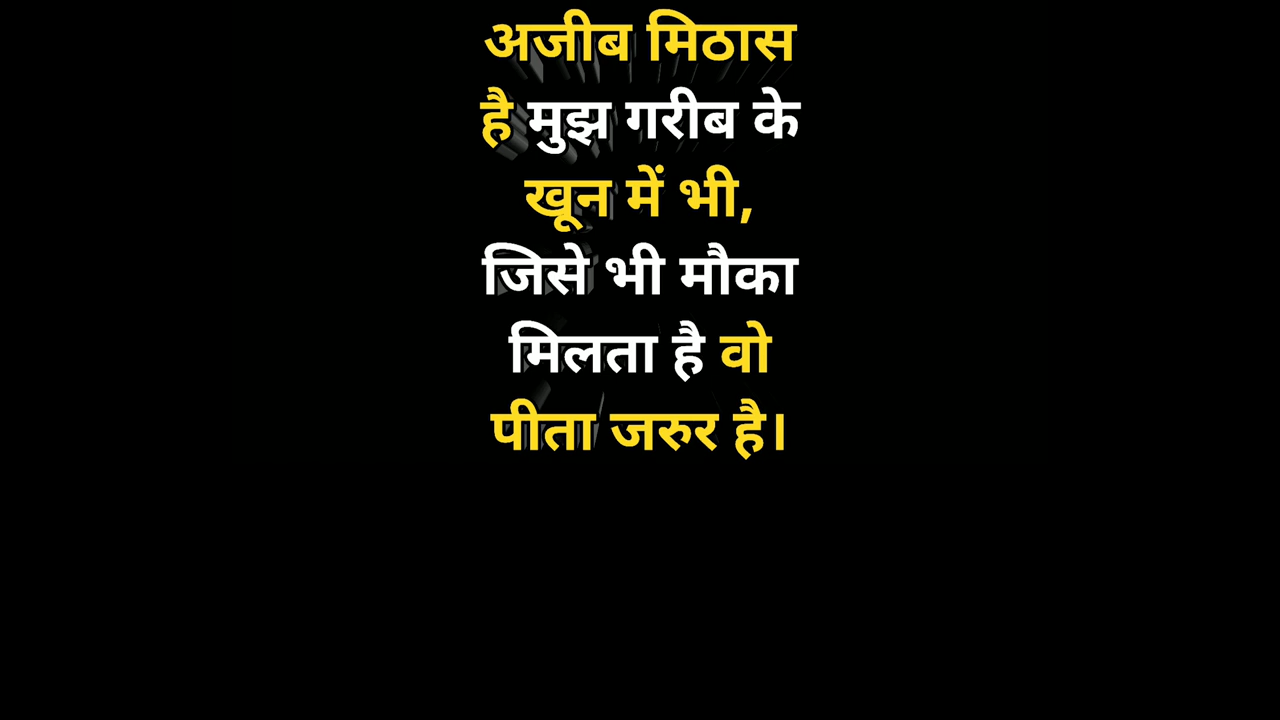 अजीब मिठास
है मुझ गरीब के
खून में भी,
जिसे भी मौका
मिलता है वो
पीता जरुर है।